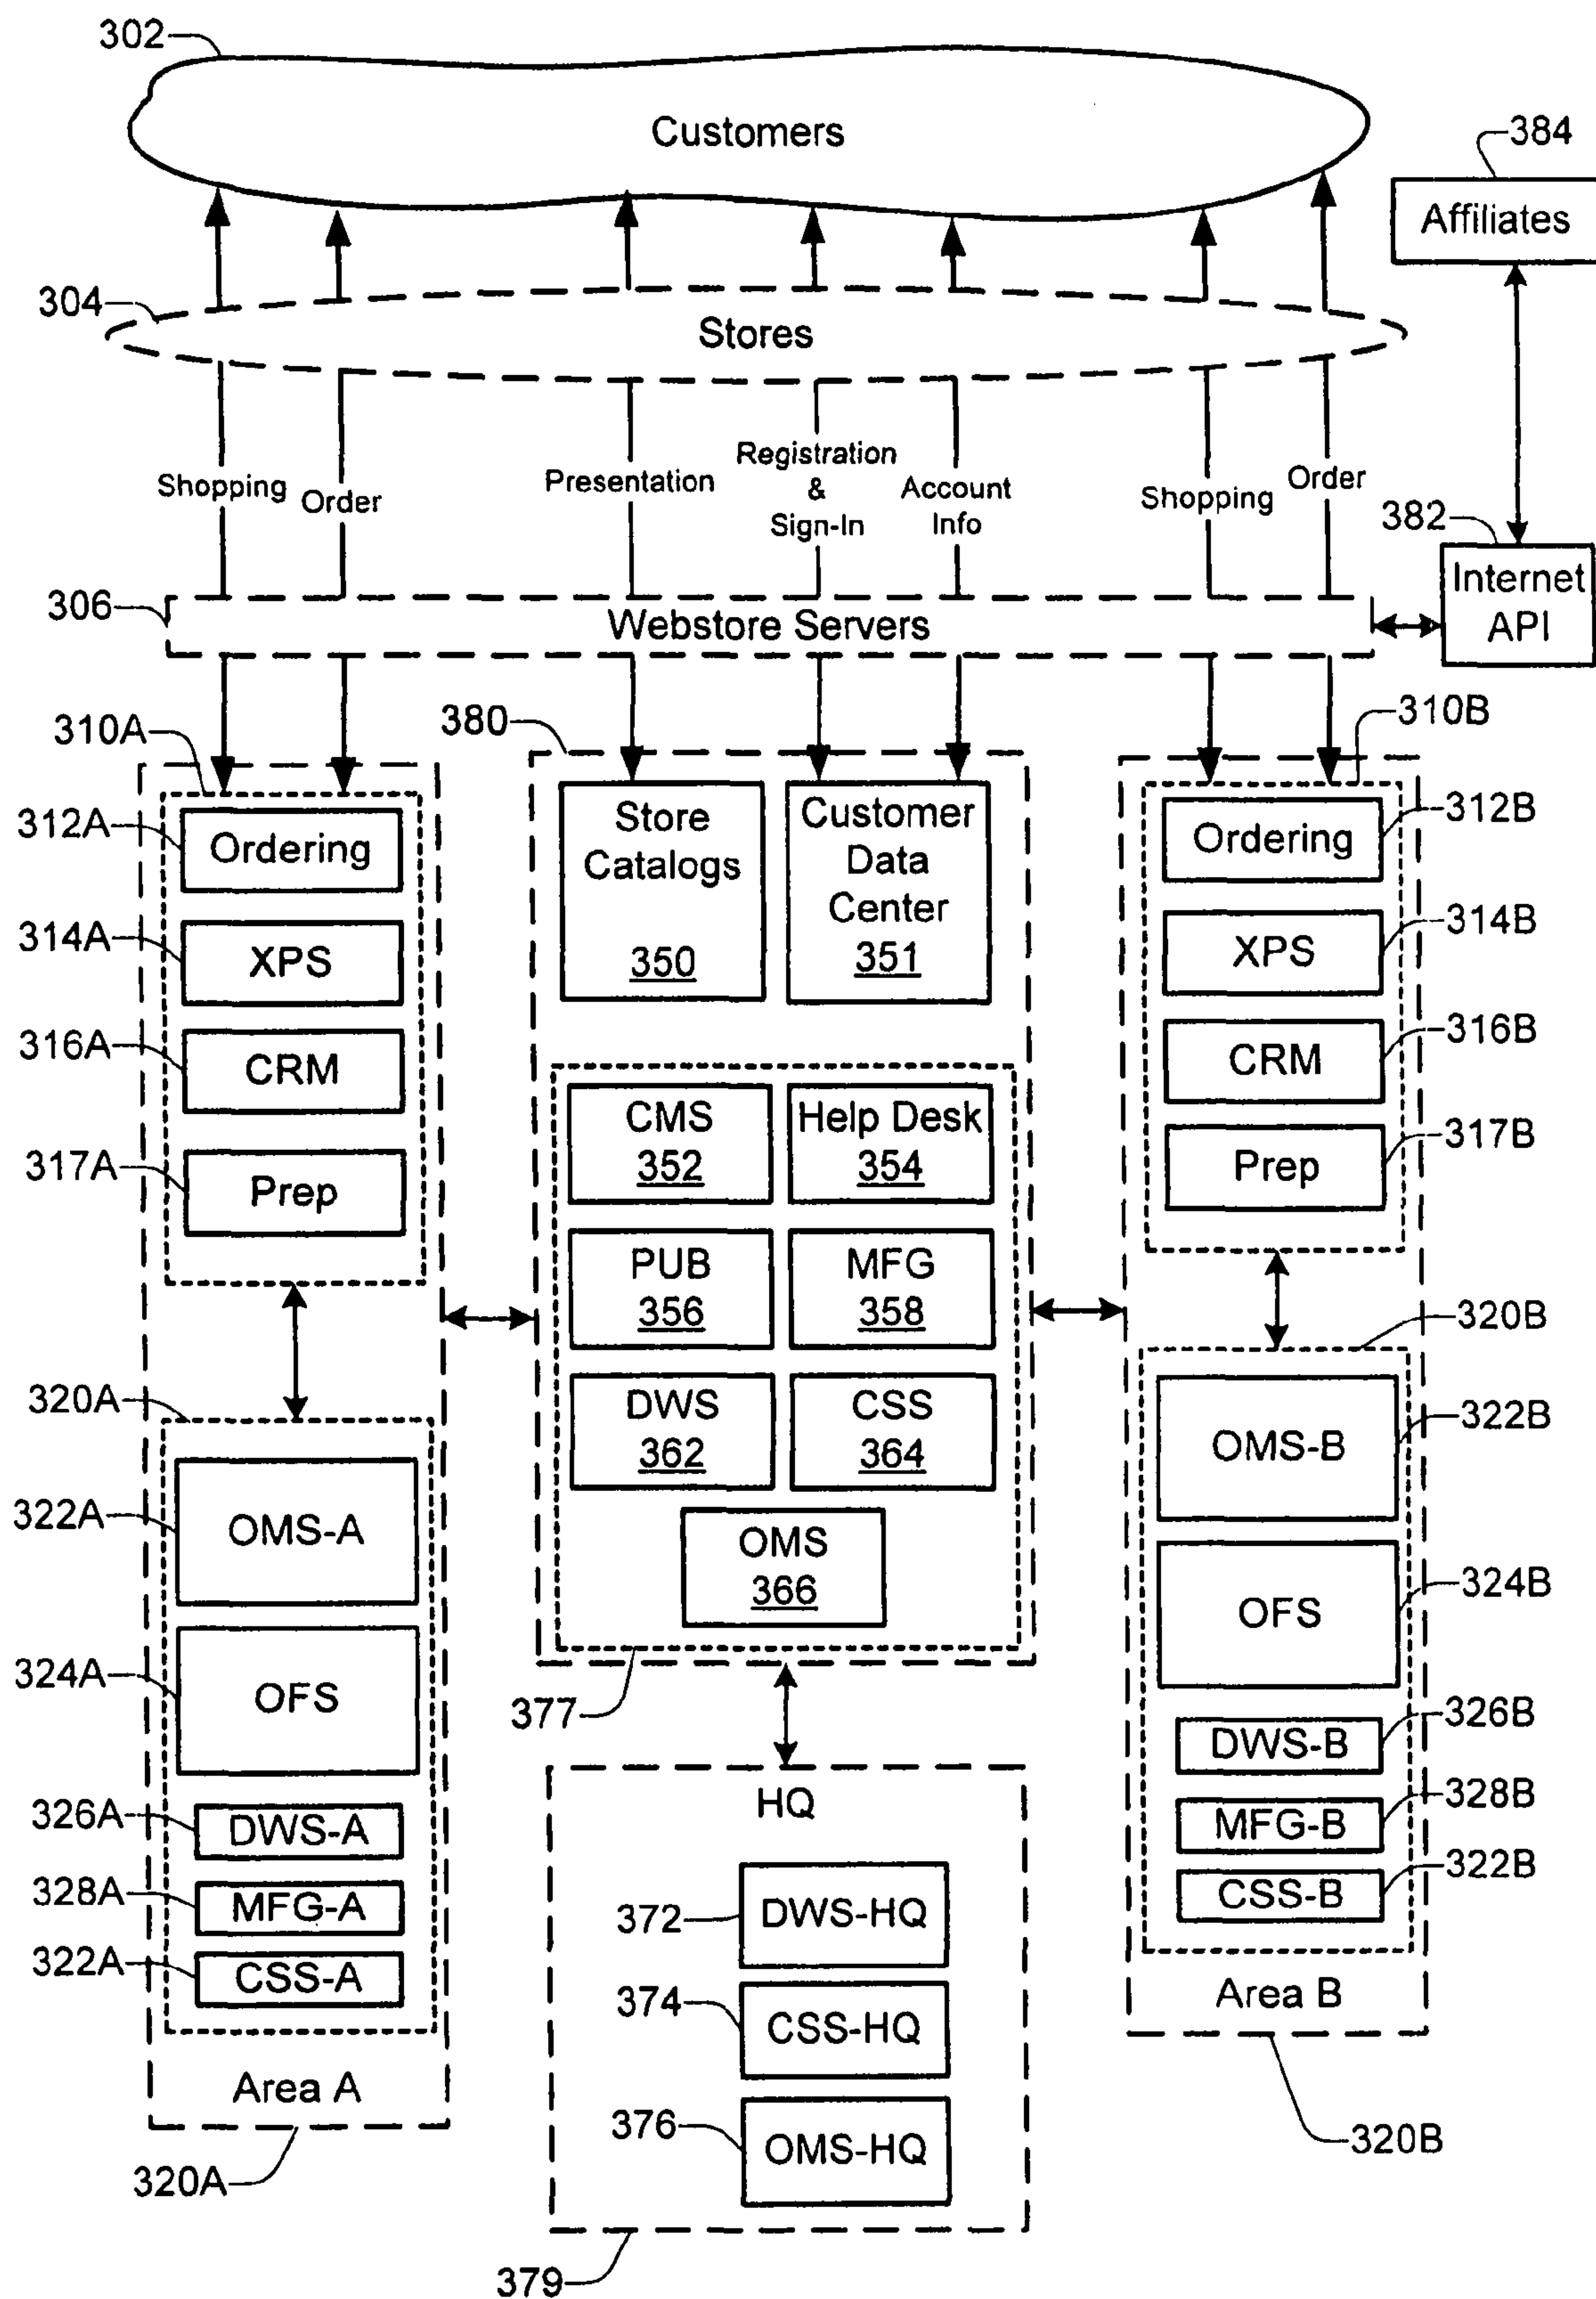 302
Customers
384
Affiliates
304
Stores
Shopping
Order
Presentation
Registration
&
Sign-In
Account
Info
Shopping
Order
382
Internet
API
306
Webstore Servers
310A
312A
Ordering
314A
XPS
316A
CRM
317A
Prep
320A
322A
OMS-A
324A
OFS
326A
DWS-A
328A
MFG-A
322A
CSS-A
Area A
320A
380
Store
Catalogs
350
Customer
Data
Center
351
CMS
352
Help Desk
354
PUB
356
MFG
358
DWS
362
CSS
364
OMS
366
377
HQ
372
DWS-HQ
374
CSS-HQ
376
OMS-HQ
379
310B
Ordering
312B
XPS
314B
CRM
316B
Prep
317B
320B
OMS-B
322B
OFS
324B
DWS-B
326B
MFG-B
328B
CSS-B
322B
Area B
320B